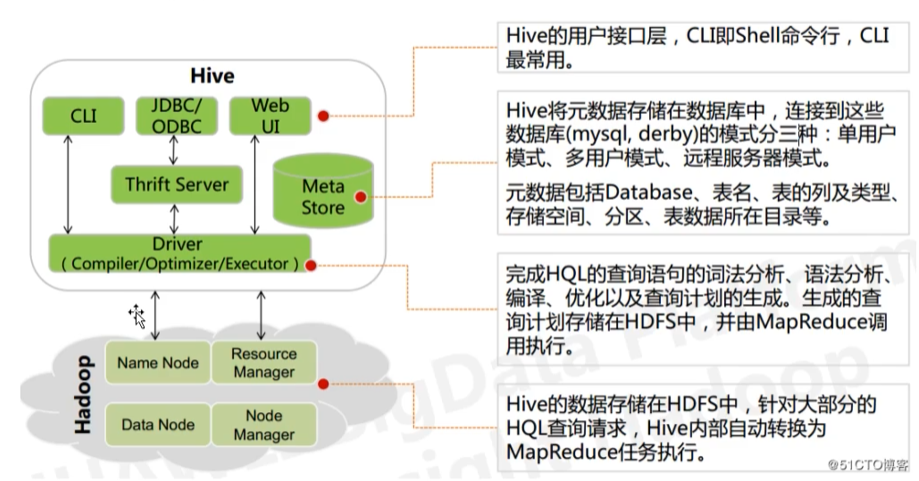 Hive
CLI
JDBC/
ODBC
Web
UI
Thrift Server
Meta
Store
Driver
（Compiler/Optimizer/Executor）
Hadoop
Name Node
Resource
Manager
Data Node
Node
Manager
Hive的用户接口层，CLI即Shell命令行，CLI
最常用。
Hive将元数据存储在数据库中，连接到这些
数据库(mysql, derby)的模式分三种：单用户
模式、多用户模式、远程服务器模式。
元数据包括Database、表名、表的列及类型、
存储空间、分区、表数据所在目录等。
完成HQL的查询语句的词法分析、语法分析、
编译、优化以及查询计划的生成。生成的查
询计划存储在HDFS中，并由MapReduce调
用执行。
Hive的数据存储在HDFS中，针对大部分的
HQL查询请求，Hive内部自动转换为
MapReduce任务执行。
@51CTO博客